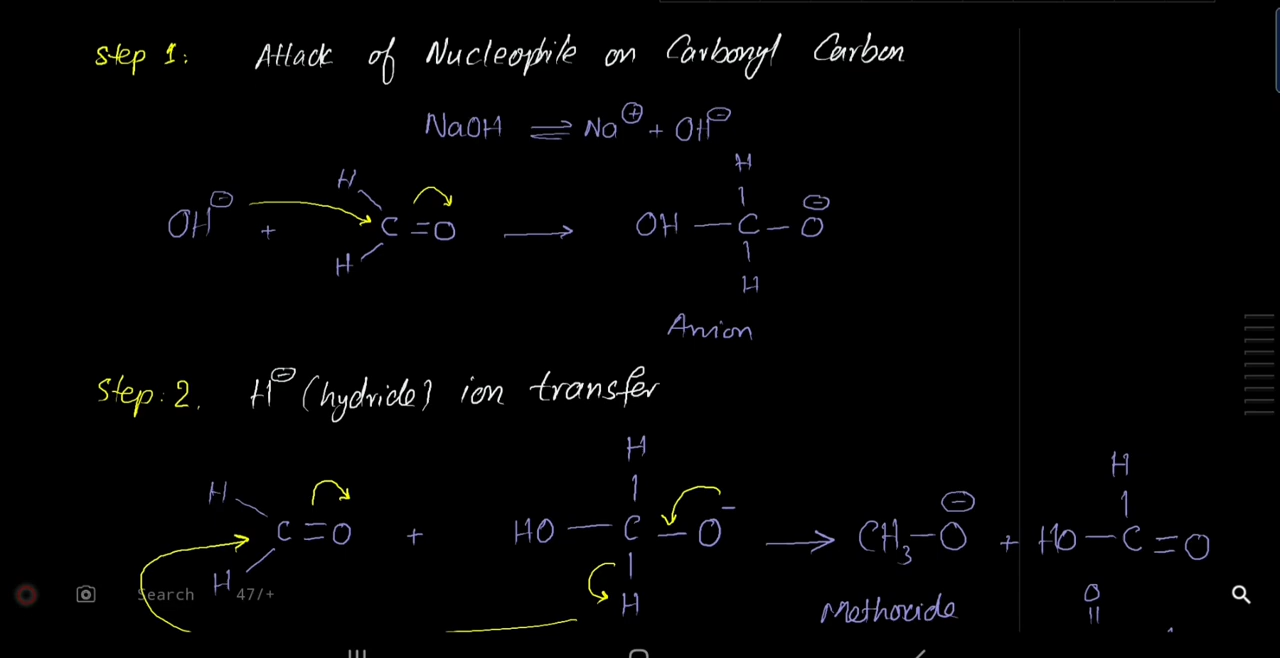 Step 1: Attack of Nucleophile on Carbonyl Carbon
NaOH ⇌ Na⊕ + OH⊖
H H
OH⊖ + C=O → OH—C—O⊖
H H
Anion
Step: 2. H⊖ (hydride) ion transfer
H H
H
C=O + HO—C—O⁻ → CH₃—O⊖ + HO—C=O
H H
Search 47/+
Methoxide O